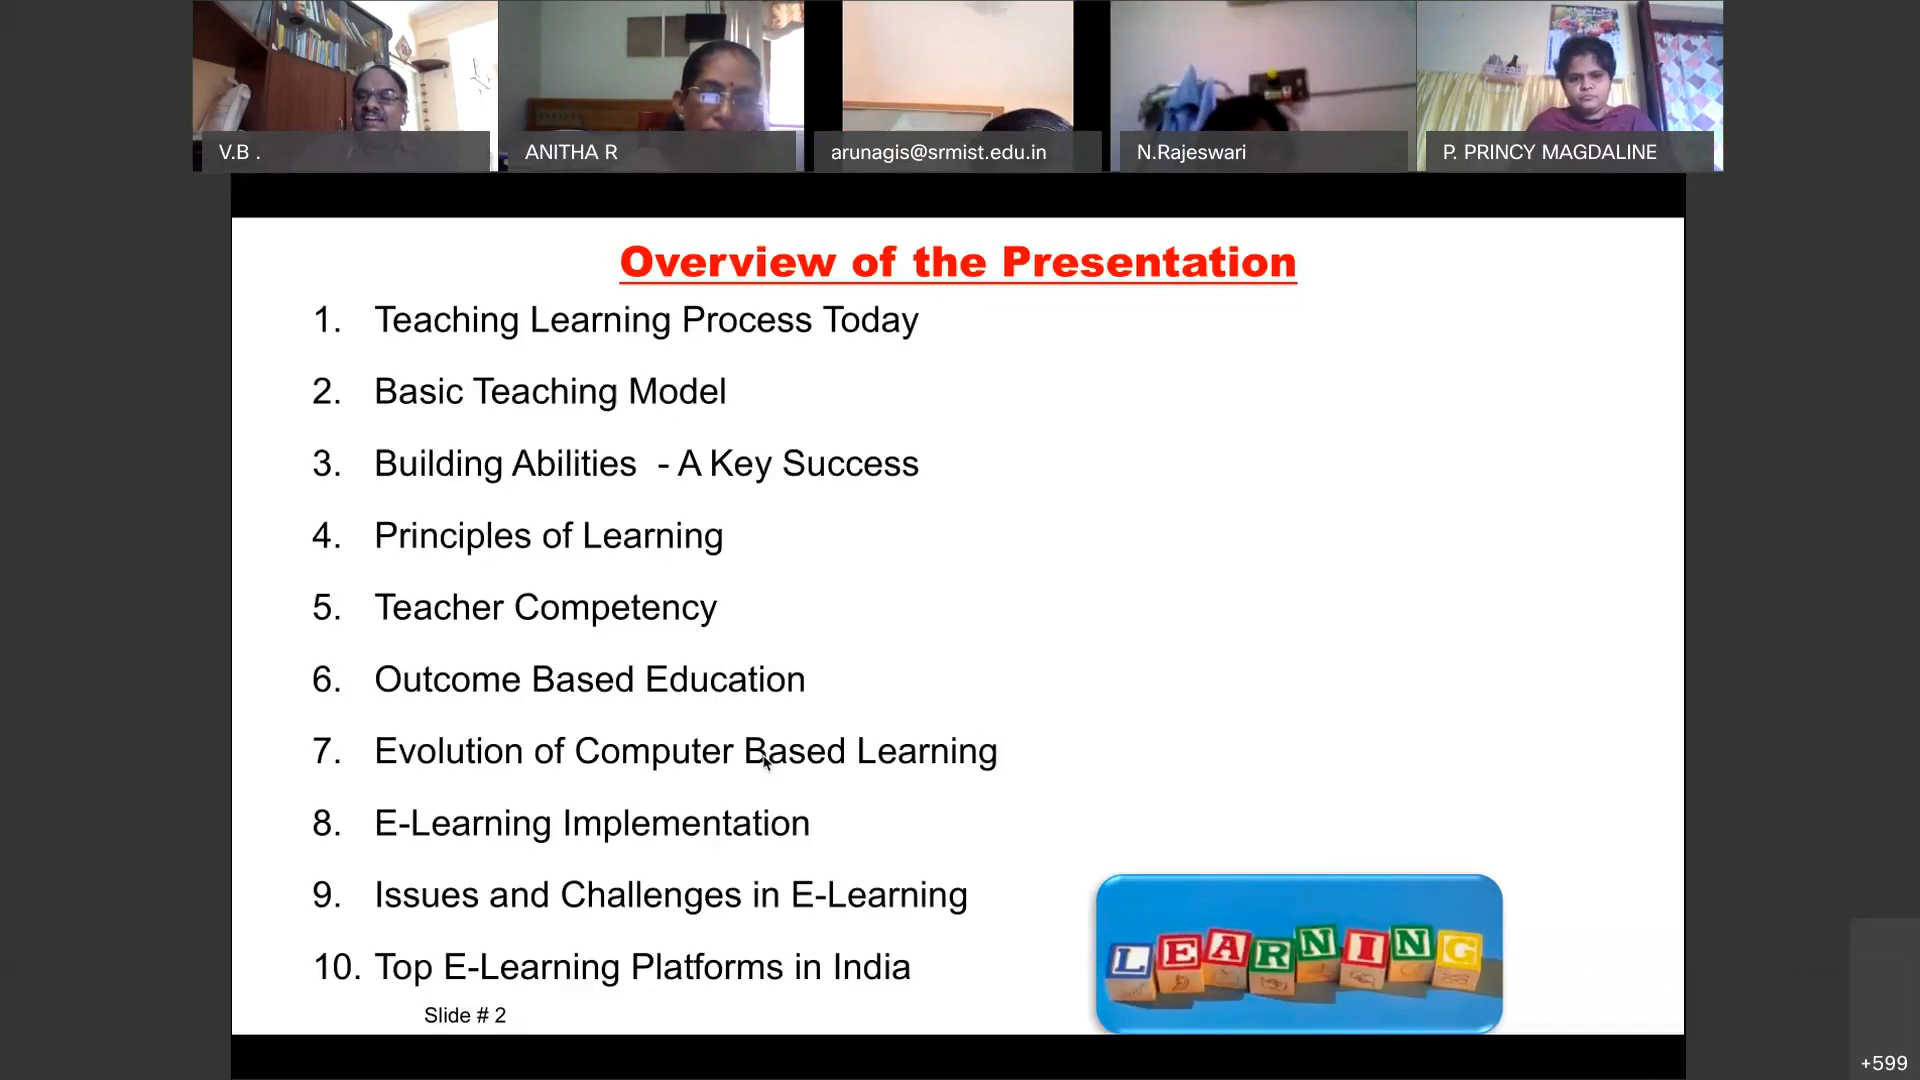 V.B .
ANITHA R
arunagis@srmist.edu.in
N.Rajeswari
P. PRINCY MAGDALINE
Overview of the Presentation
1. Teaching Learning Process Today
2. Basic Teaching Model
3. Building Abilities  - A Key Success
4. Principles of Learning
5. Teacher Competency
6. Outcome Based Education
7. Evolution of Computer Based Learning
8. E-Learning Implementation
9. Issues and Challenges in E-Learning
10. Top E-Learning Platforms in India
LEARNING
Slide # 2
+599